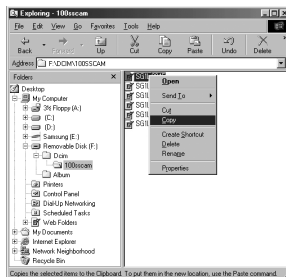 Exploring - 100sscam
File Edit View Go Favorites Tools Help
Back Forward Up Cut Copy Paste Undo Delete
Address F:\DCIM\100SSCAM
Folders
Desktop
My Computer
3½ Floppy (A:)
(C:)
(D:)
Samsung (E:)
Removable Disk (F:)
Dcim
100sscam
Album
Printers
Control Panel
Dial-Up Networking
Scheduled Tasks
Web Folders
My Documents
Internet Explorer
Network Neighborhood
Recycle Bin
Open
Send To
Cut
Copy
Create Shortcut
Delete
Rename
Properties
Copies the selected items to the Clipboard. To put them in the new location, use the Paste command.